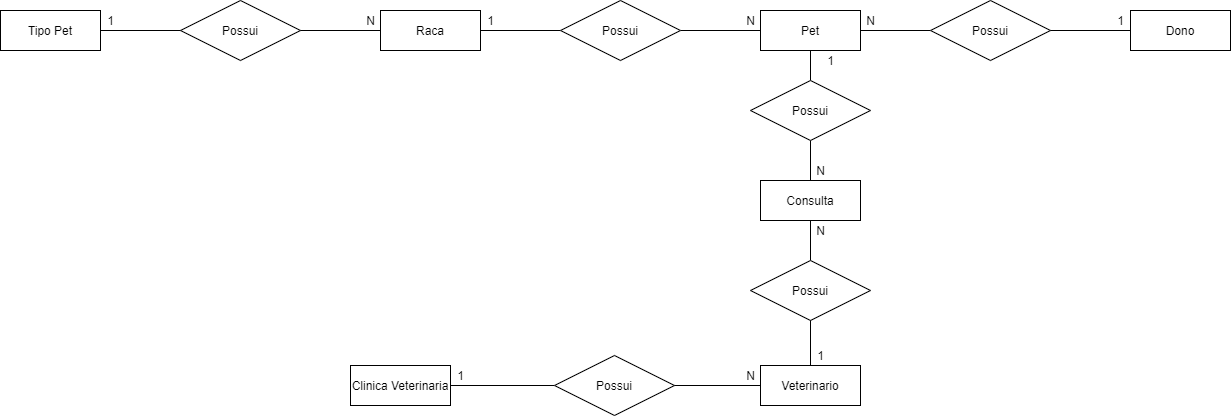 Tipo Pet
1
Possui
N
Raca
1
Possui
N
Pet
N
Possui
1
Dono
1
Possui
N
Consulta
N
Possui
1
Clinica Veterinaria
1
Possui
N
Veterinario